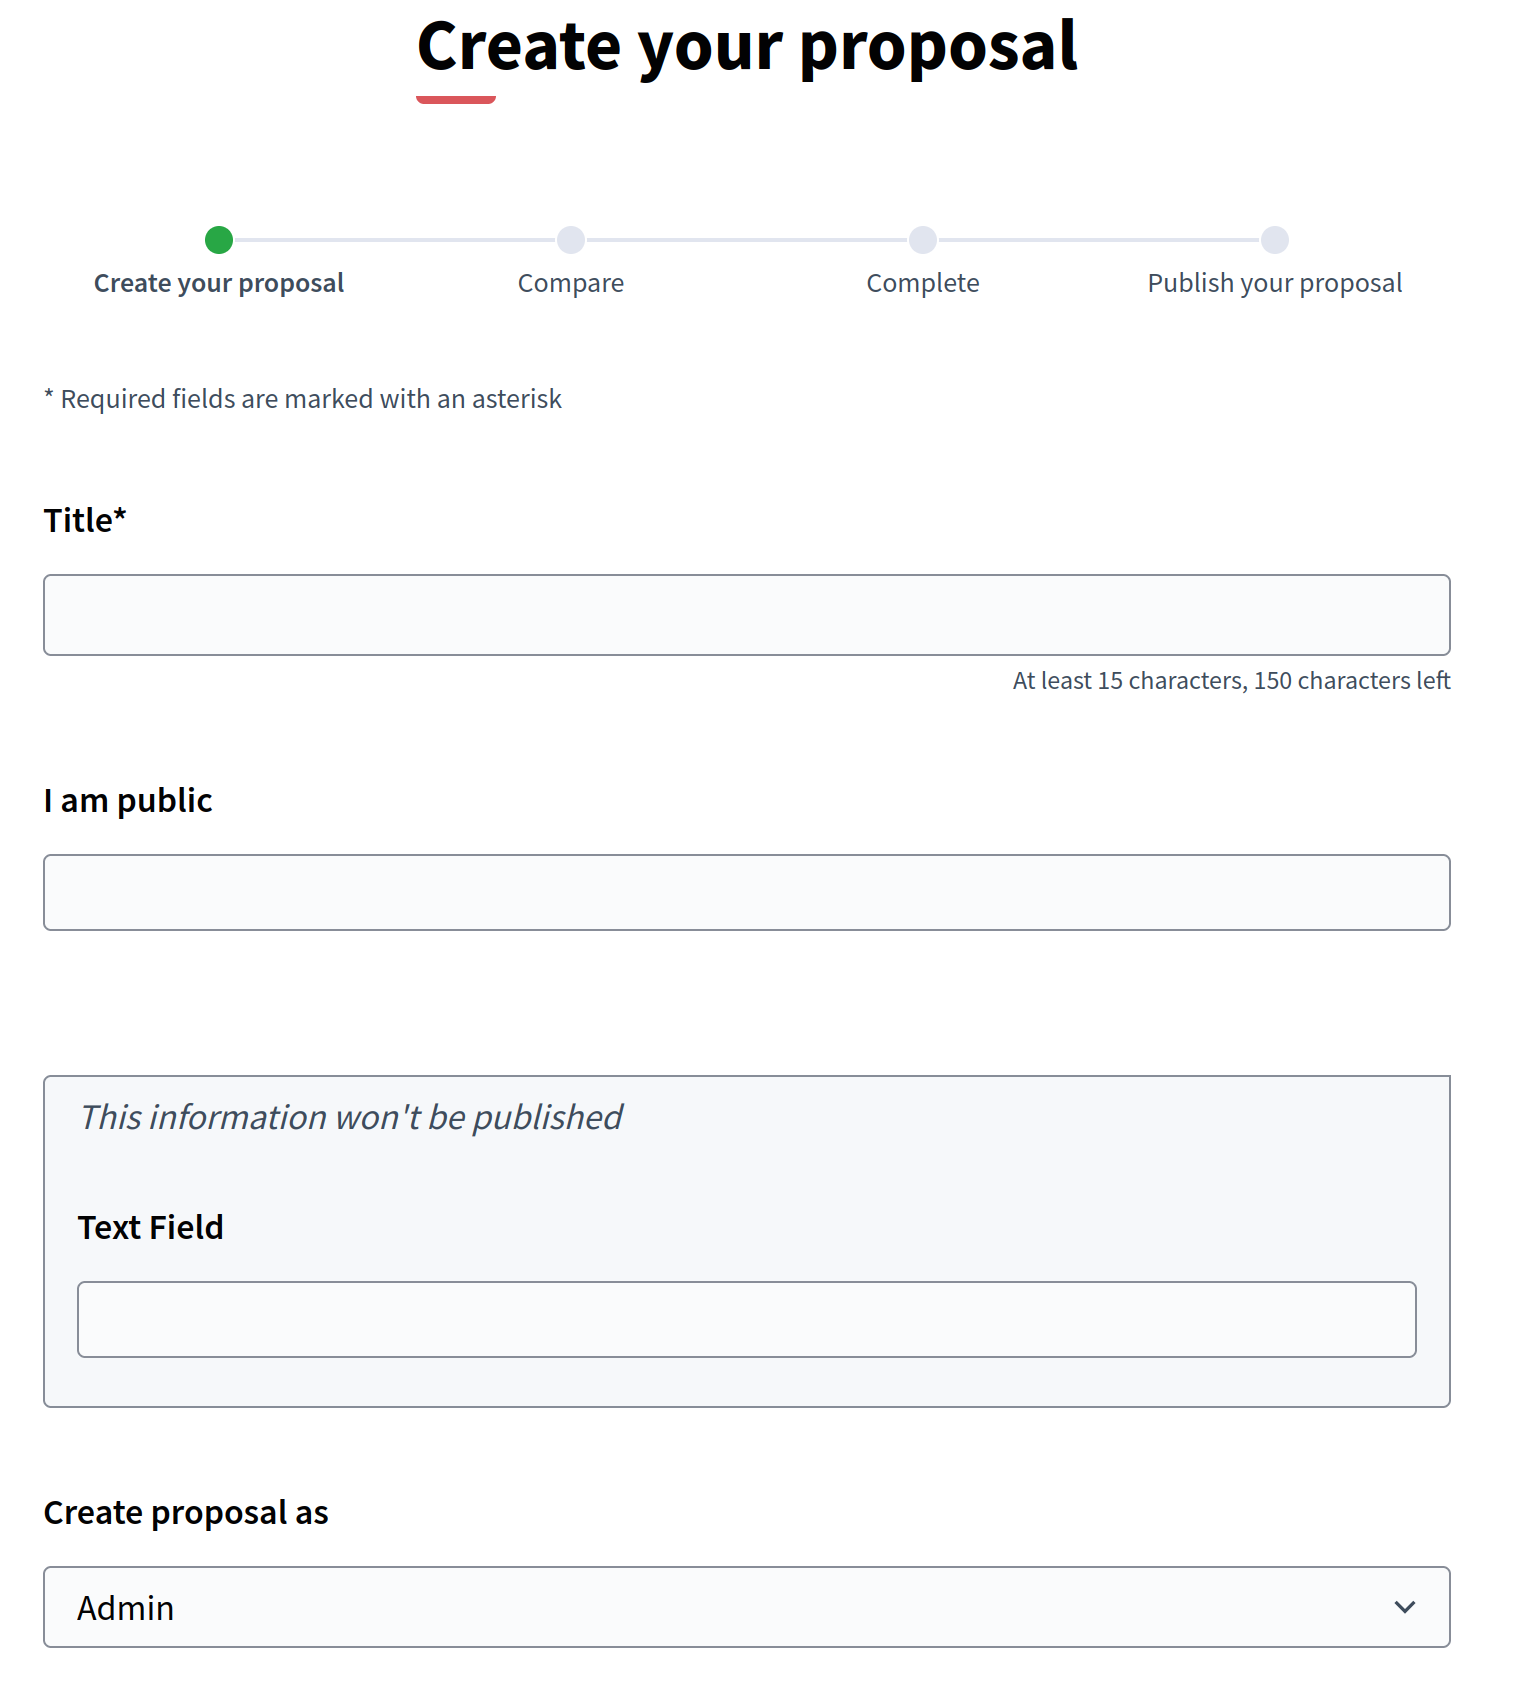 Create your proposal
Create your proposal
Compare
Complete
Publish your proposal
* Required fields are marked with an asterisk
Title*
At least 15 characters, 150 characters left
I am public
This information won't be published
Text Field
Create proposal as
Admin